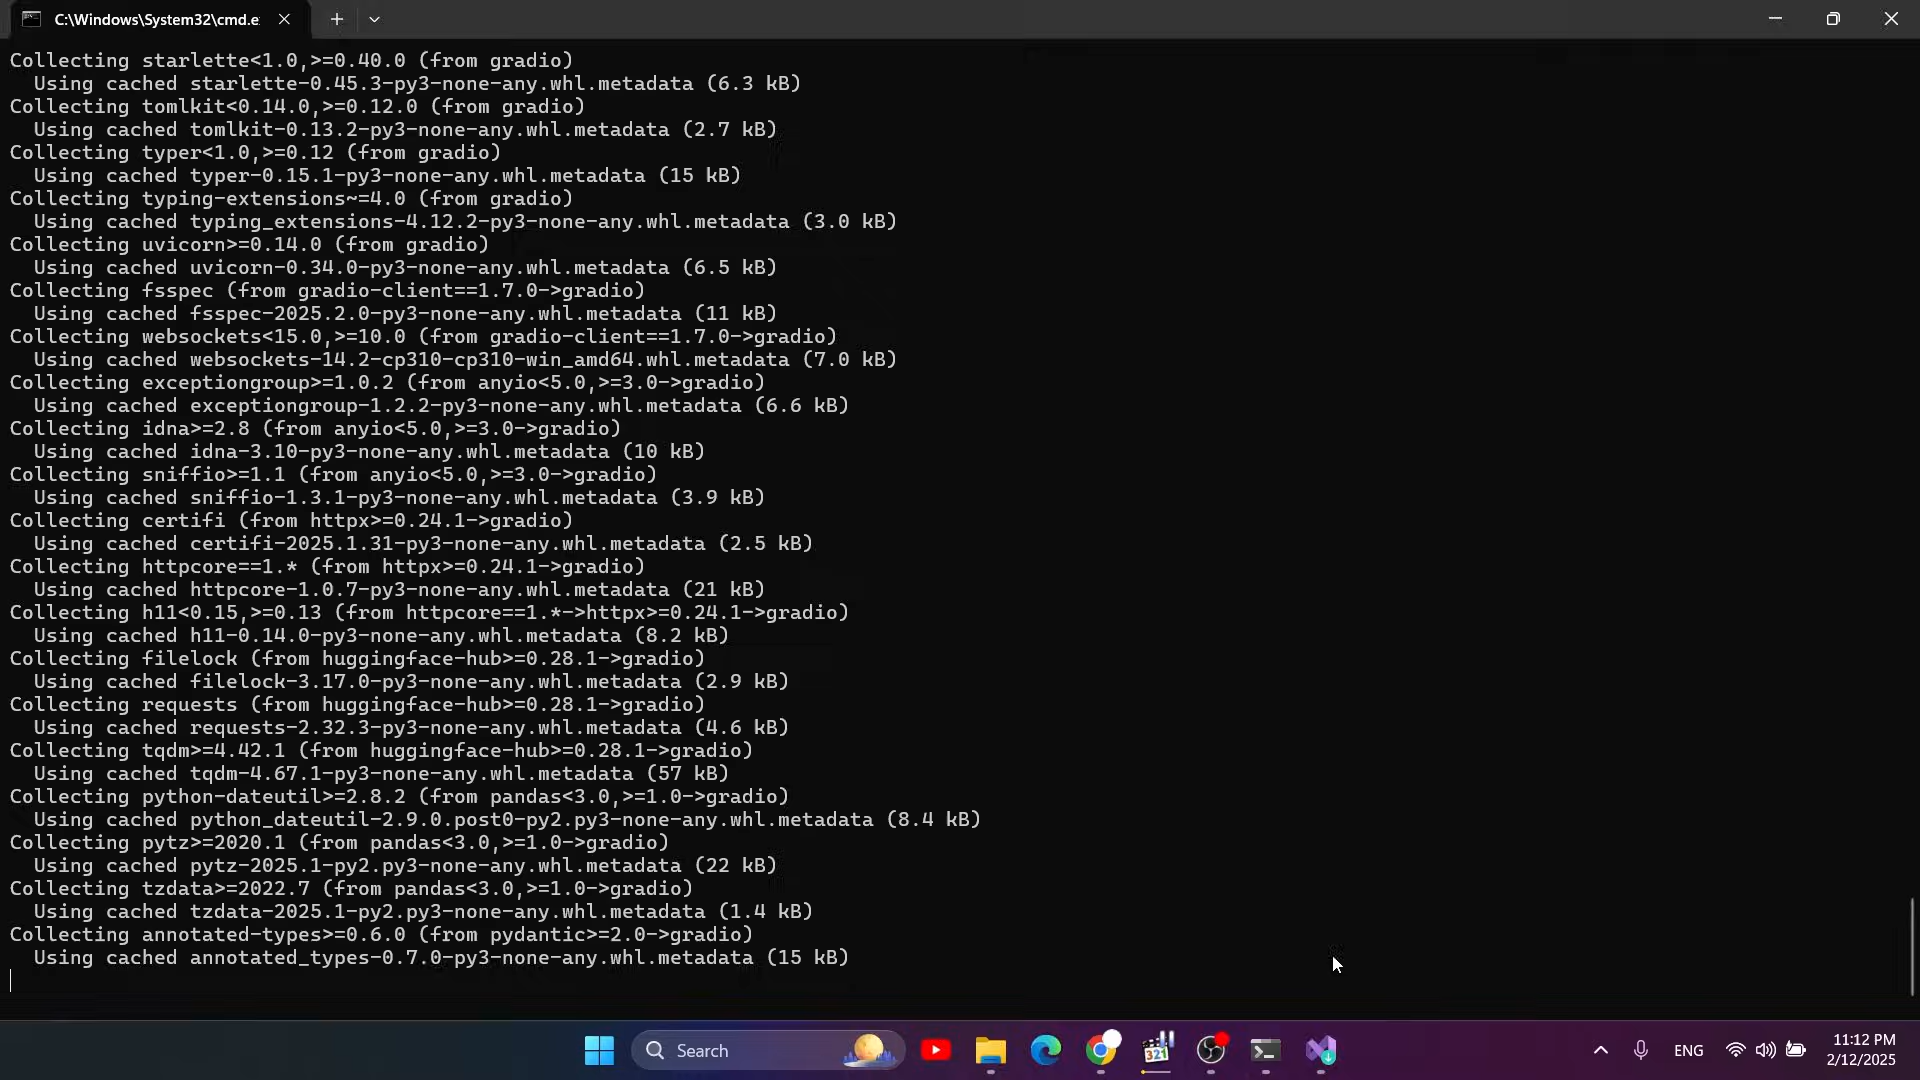 C:\Windows\System32\cmd.e
Collecting starlette<1.0,>=0.40.0 (from gradio)
  Using cached starlette-0.45.3-py3-none-any.whl.metadata (6.3 kB)
Collecting tomlkit<0.14.0,>=0.12.0 (from gradio)
  Using cached tomlkit-0.13.2-py3-none-any.whl.metadata (2.7 kB)
Collecting typer<1.0,>=0.12 (from gradio)
  Using cached typer-0.15.1-py3-none-any.whl.metadata (15 kB)
Collecting typing-extensions~=4.0 (from gradio)
  Using cached typing_extensions-4.12.2-py3-none-any.whl.metadata (3.0 kB)
Collecting uvicorn>=0.14.0 (from gradio)
  Using cached uvicorn-0.34.0-py3-none-any.whl.metadata (6.5 kB)
Collecting fsspec (from gradio-client==1.7.0->gradio)
  Using cached fsspec-2025.2.0-py3-none-any.whl.metadata (11 kB)
Collecting websockets<15.0,>=10.0 (from gradio-client==1.7.0->gradio)
  Using cached websockets-14.2-cp310-cp310-win_amd64.whl.metadata (7.0 kB)
Collecting exceptiongroup>=1.0.2 (from anyio<5.0,>=3.0->gradio)
  Using cached exceptiongroup-1.2.2-py3-none-any.whl.metadata (6.6 kB)
Collecting idna>=2.8 (from anyio<5.0,>=3.0->gradio)
  Using cached idna-3.10-py3-none-any.whl.metadata (10 kB)
Collecting sniffio>=1.1 (from anyio<5.0,>=3.0->gradio)
  Using cached sniffio-1.3.1-py3-none-any.whl.metadata (3.9 kB)
Collecting certifi (from httpx>=0.24.1->gradio)
  Using cached certifi-2025.1.31-py3-none-any.whl.metadata (2.5 kB)
Collecting httpcore==1.* (from httpx>=0.24.1->gradio)
  Using cached httpcore-1.0.7-py3-none-any.whl.metadata (21 kB)
Collecting h11<0.15,>=0.13 (from httpcore==1.*->httpx>=0.24.1->gradio)
  Using cached h11-0.14.0-py3-none-any.whl.metadata (8.2 kB)
Collecting filelock (from huggingface-hub>=0.28.1->gradio)
  Using cached filelock-3.17.0-py3-none-any.whl.metadata (2.9 kB)
Collecting requests (from huggingface-hub>=0.28.1->gradio)
  Using cached requests-2.32.3-py3-none-any.whl.metadata (4.6 kB)
Collecting tqdm>=4.42.1 (from huggingface-hub>=0.28.1->gradio)
  Using cached tqdm-4.67.1-py3-none-any.whl.metadata (57 kB)
Collecting python-dateutil>=2.8.2 (from pandas<3.0,>=1.0->gradio)
  Using cached python_dateutil-2.9.0.post0-py2.py3-none-any.whl.metadata (8.4 kB)
Collecting pytz>=2020.1 (from pandas<3.0,>=1.0->gradio)
  Using cached pytz-2025.1-py2.py3-none-any.whl.metadata (22 kB)
Collecting tzdata>=2022.7 (from pandas<3.0,>=1.0->gradio)
  Using cached tzdata-2025.1-py2.py3-none-any.whl.metadata (1.4 kB)
Collecting annotated-types>=0.6.0 (from pydantic>=2.0->gradio)
  Using cached annotated_types-0.7.0-py3-none-any.whl.metadata (15 kB)
Search
321
ENG
11:12 PM
2/12/2025